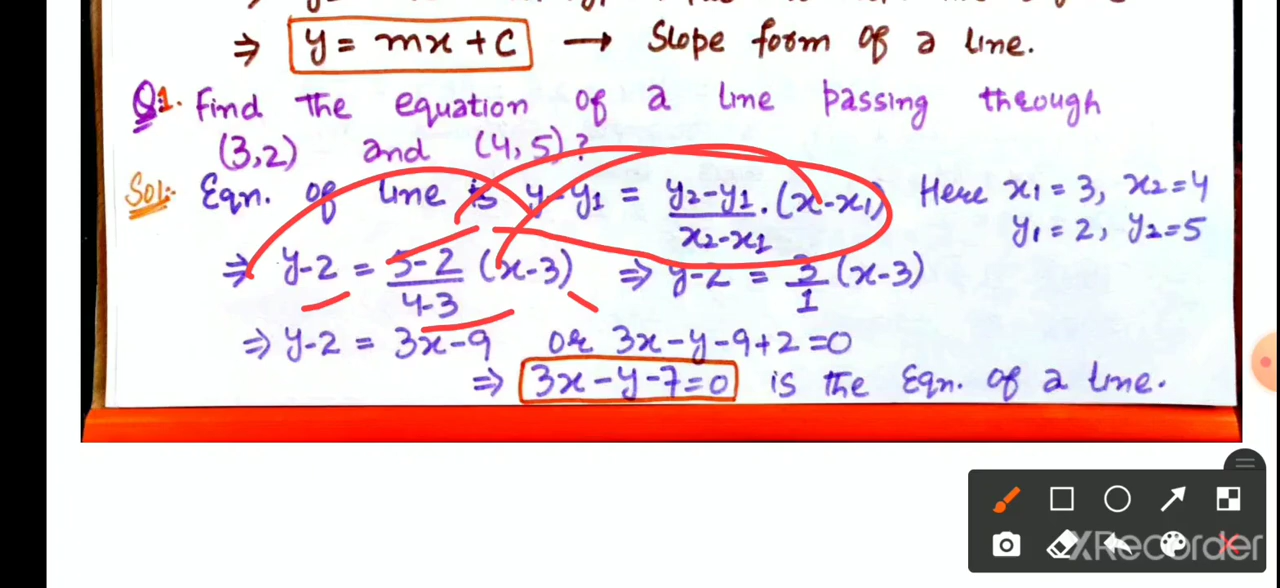 ⇒ y = mx + c → Slope form of a line.
Q1. Find the equation of a line passing through
(3,2) and (4,5)?
Sol:- Eqn. of line is y-y1 = y2-y1/x2-x1 . (x-x1) Here x1 = 3, x2=4
y1 = 2, y2=5
⇒ y-2 = 5-2/4-3 (x-3) ⇒ y-2 = 3/1 (x-3)
⇒ y-2 = 3x-9 or 3x-y-9+2=0
⇒ 3x-y-7=0 is the Eqn. of a line.
XRecorder